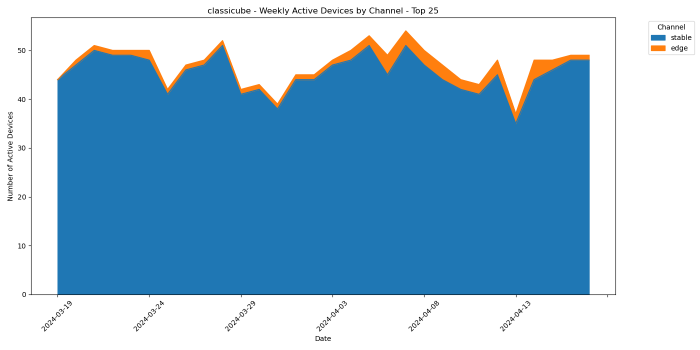 classicube - Weekly Active Devices by Channel - Top 25
Channel
stable
edge
Number of Active Devices
50
40
30
20
10
0
2024-03-19
2024-03-24
2024-03-29
2024-04-03
2024-04-08
2024-04-13
Date